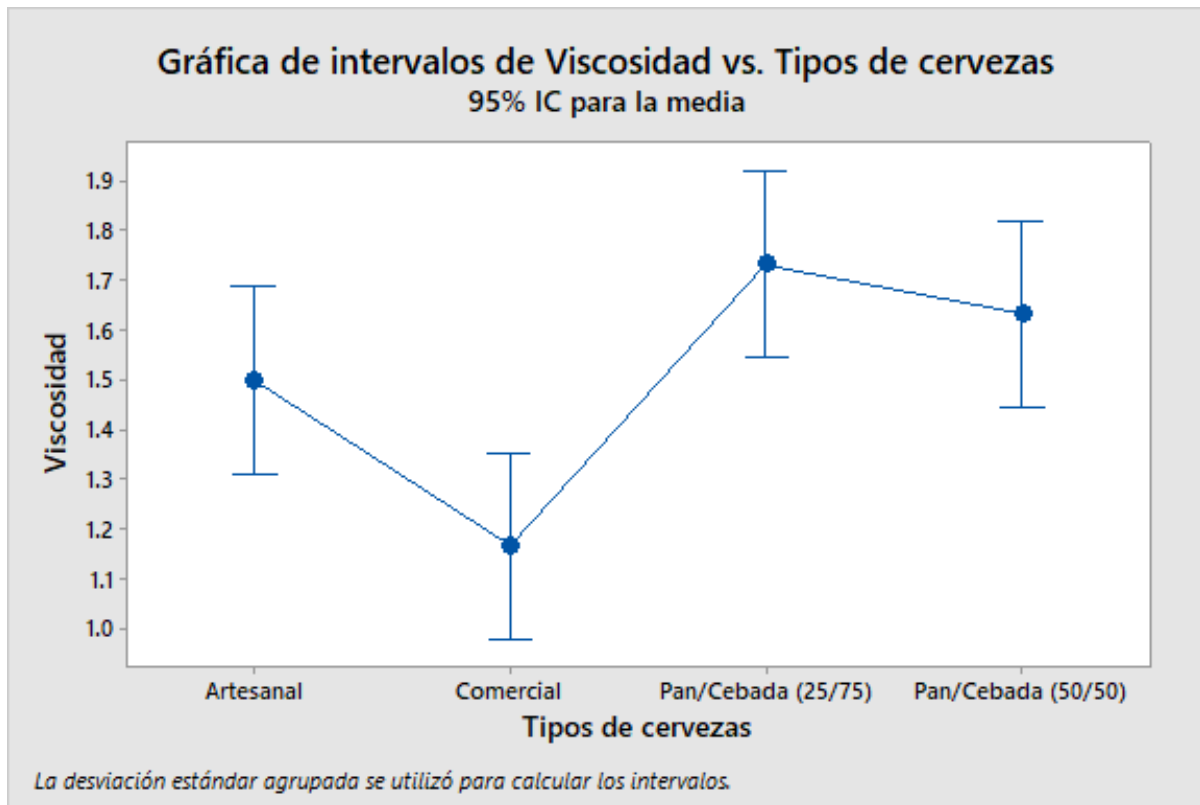 Gráfica de intervalos de Viscosidad vs. Tipos de cervezas
95% IC para la media
Viscosidad
1.9
1.8
1.7
1.6
1.5
1.4
1.3
1.2
1.1
1.0
Artesanal Comercial Pan/Cebada (25/75) Pan/Cebada (50/50)
Tipos de cervezas
La desviación estándar agrupada se utilizó para calcular los intervalos.